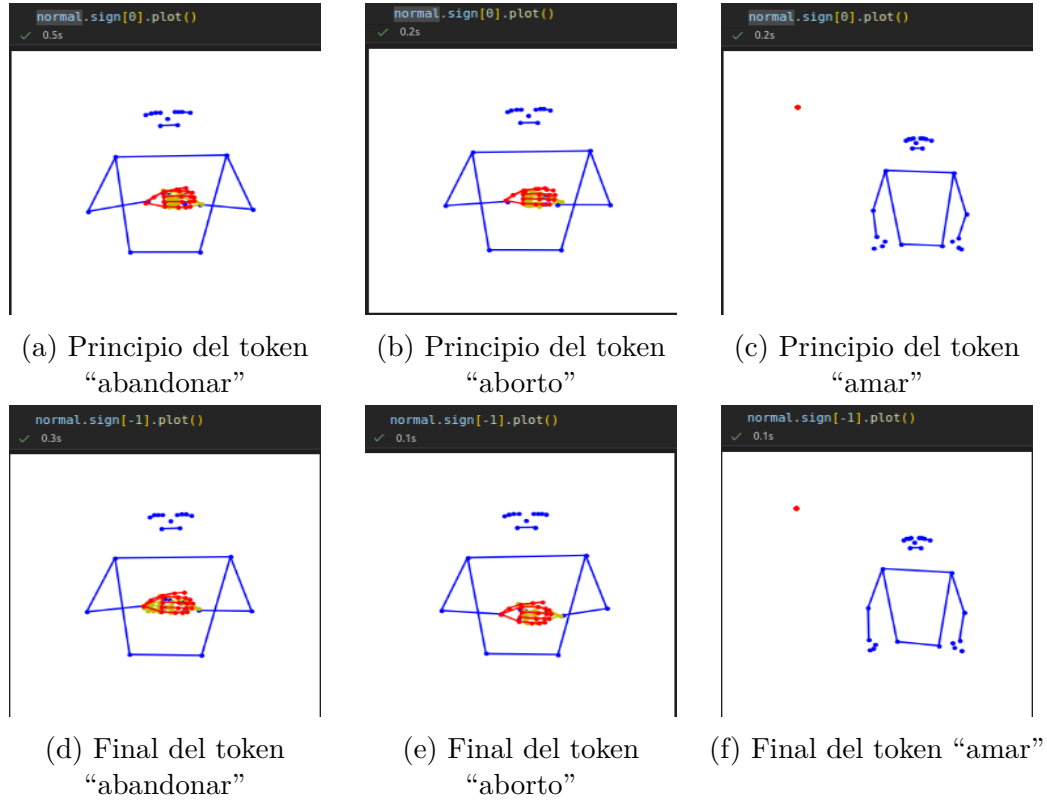 normal.sign[0].plot()
0.5s
normal.sign[0].plot()
0.2s
normal.sign[0].plot()
0.2s
(a) Principio del token
“abandonar”
(b) Principio del token
“aborto”
(c) Principio del token
“amar”
normal.sign[-1].plot()
0.3s
normal.sign[-1].plot()
0.1s
normal.sign[-1].plot()
0.1s
(d) Final del token
“abandonar”
(e) Final del token
“aborto”
(f) Final del token “amar”